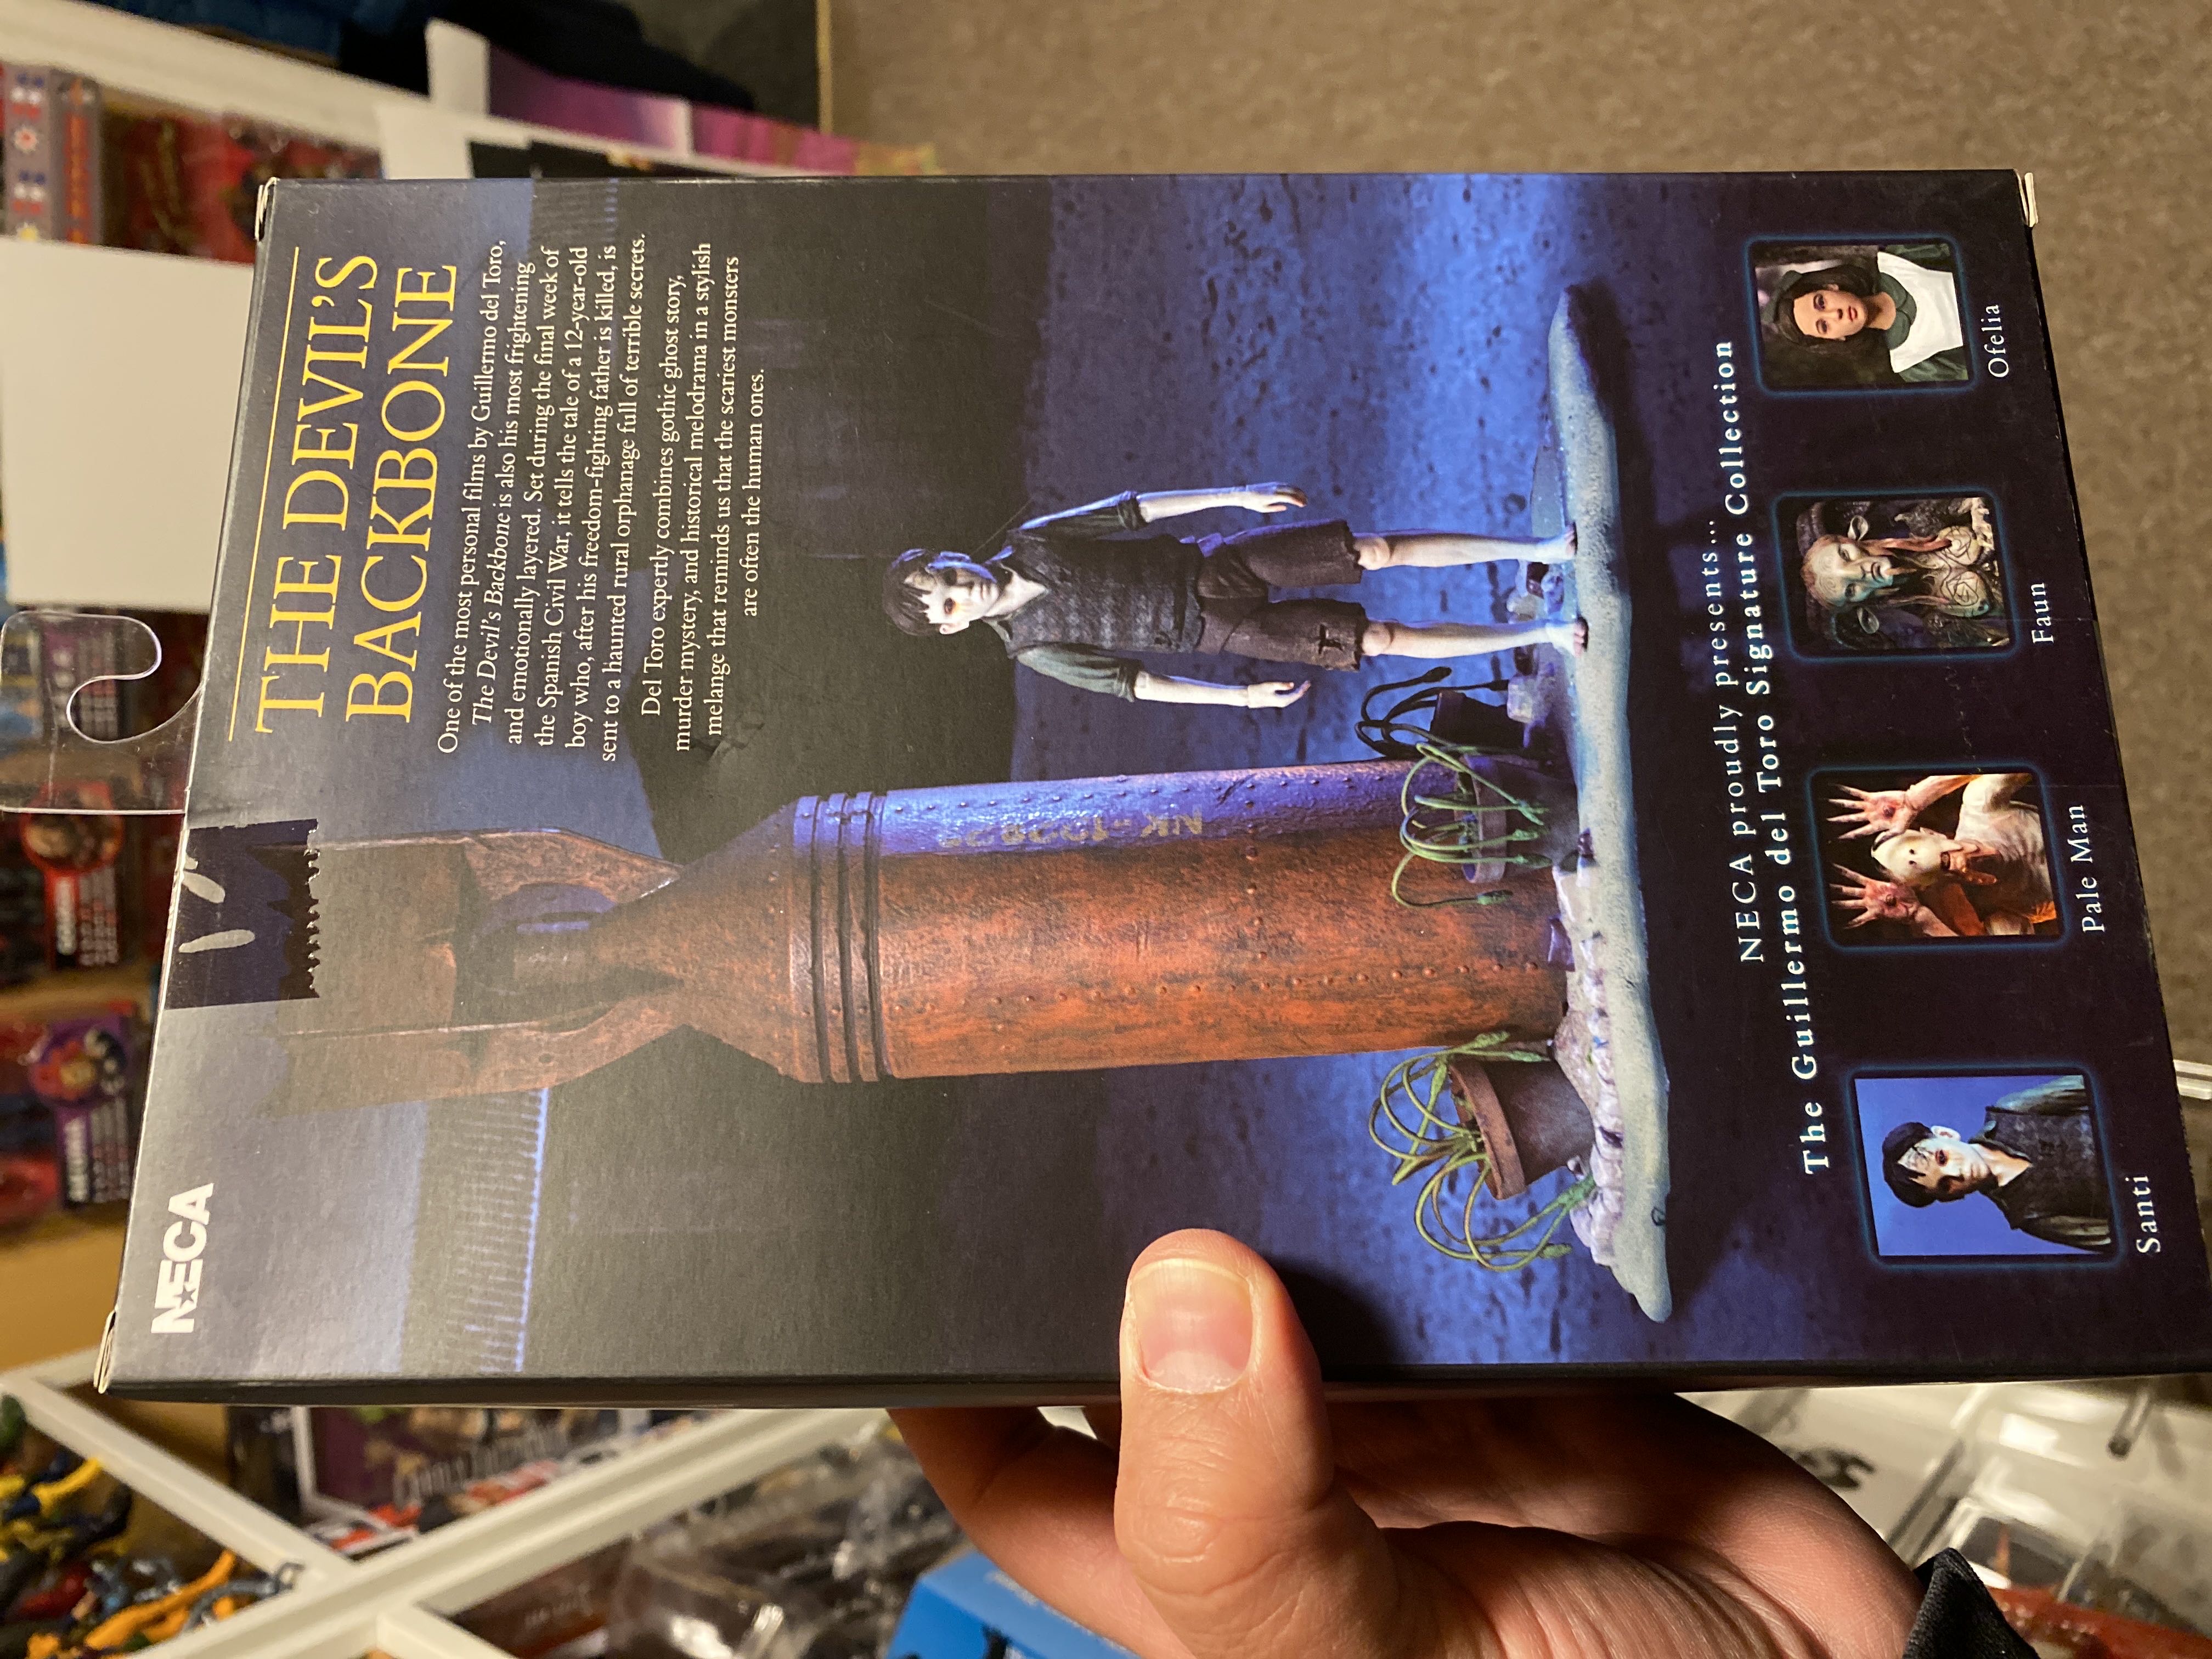 NECA
THE DEVIL'S
BACKBONE
One of the most personal films by Guillermo del Toro,
The Devil's Backbone is also his most frightening
and emotionally layered. Set during the final week of
the Spanish Civil War, it tells the tale of a 12-year-old
boy who, after his freedom-fighting father is killed, is
sent to a haunted rural orphanage full of terrible secrets.
Del Toro expertly combines gothic ghost story,
murder mystery, and historical melodrama in a stylish
melange that reminds us that the scariest monsters
are often the human ones.
NECA proudly presents...
The Guillermo del Toro Signature Collection
Santi
Pale Man
Faun
Ofelia